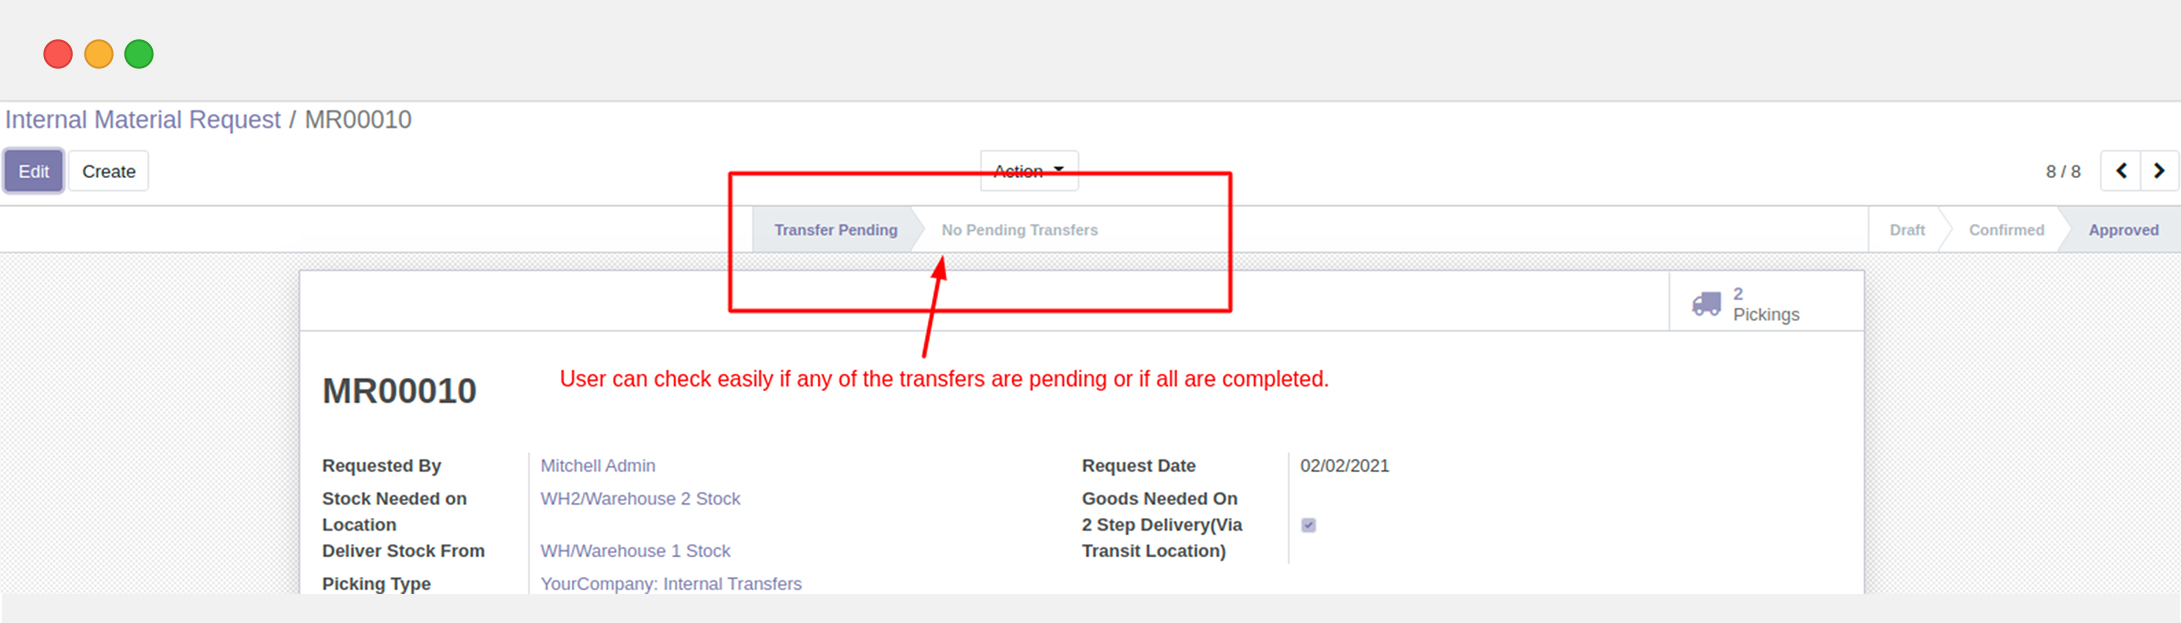 Internal Material Request / MR00010
Edit Create Action 8 / 8
Transfer Pending No Pending Transfers Draft Confirmed Approved
2
Pickings
MR00010
User can check easily if any of the transfers are pending or if all are completed.
Requested By Mitchell Admin Request Date 02/02/2021
Stock Needed on WH2/Warehouse 2 Stock Goods Needed On
Location 2 Step Delivery(Via
Deliver Stock From WH/Warehouse 1 Stock Transit Location)
Picking Type YourCompany: Internal Transfers